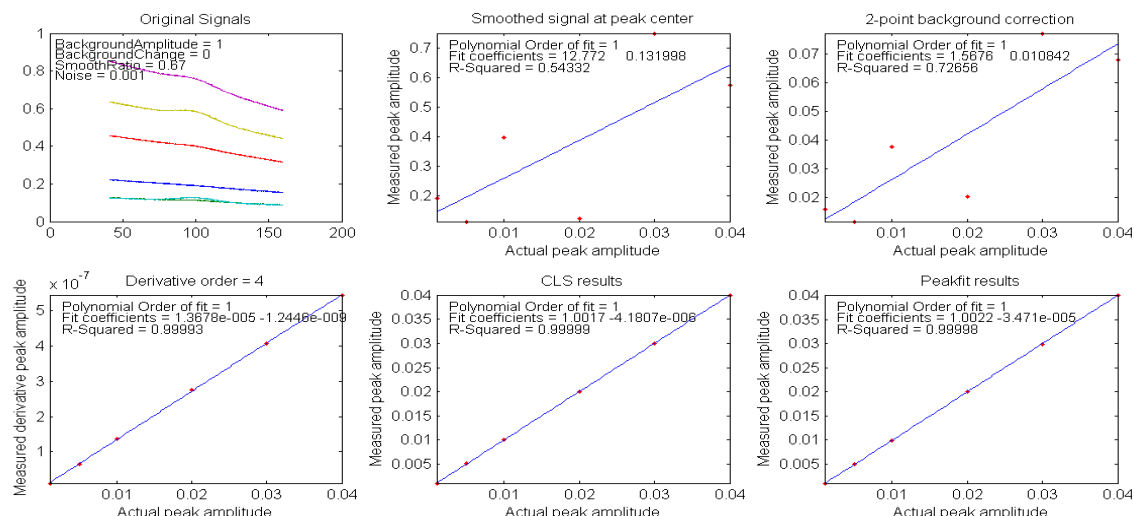 Original Signals
BackgroundAmplitude = 1
BackgroundChange = 0
SmoothRatio = 0.67
Noise = 0.001
1
0.8
0.6
0.4
0.2
0
0 50 100 150 200
Smoothed signal at peak center
Polynomial Order of fit = 1
Fit coefficients = 12.772 0.131998
R-Squared = 0.54332
Measured peak amplitude
0.7
0.6
0.5
0.4
0.3
0.2
0.01 0.02 0.03 0.04
Actual peak amplitude
2-point background correction
Polynomial Order of fit = 1
Fit coefficients = 1.5676 0.010842
R-Squared = 0.72656
Measured peak amplitude
0.07
0.06
0.05
0.04
0.03
0.02
0.01 0.02 0.03 0.04
Actual peak amplitude
x 10^-7
Derivative order = 4
Polynomial Order of fit = 1
Fit coefficients = 1.3678e-005 -1.2446e-009
R-Squared = 0.99993
Measured derivative peak amplitude
5
4
3
2
1
0.01 0.02 0.03 0.04
Actual peak amplitude
CLS results
Polynomial Order of fit = 1
Fit coefficients = 1.0017 -4.1807e-006
R-Squared = 0.99999
Measured peak amplitude
0.04
0.035
0.03
0.025
0.02
0.015
0.01
0.005
0.01 0.02 0.03 0.04
Actual peak amplitude
Peakfit results
Polynomial Order of fit = 1
Fit coefficients = 1.0022 -3.471e-005
R-Squared = 0.99998
Measured peak amplitude
0.04
0.035
0.03
0.025
0.02
0.015
0.01
0.005
0.01 0.02 0.03 0.04
Actual peak amplitude